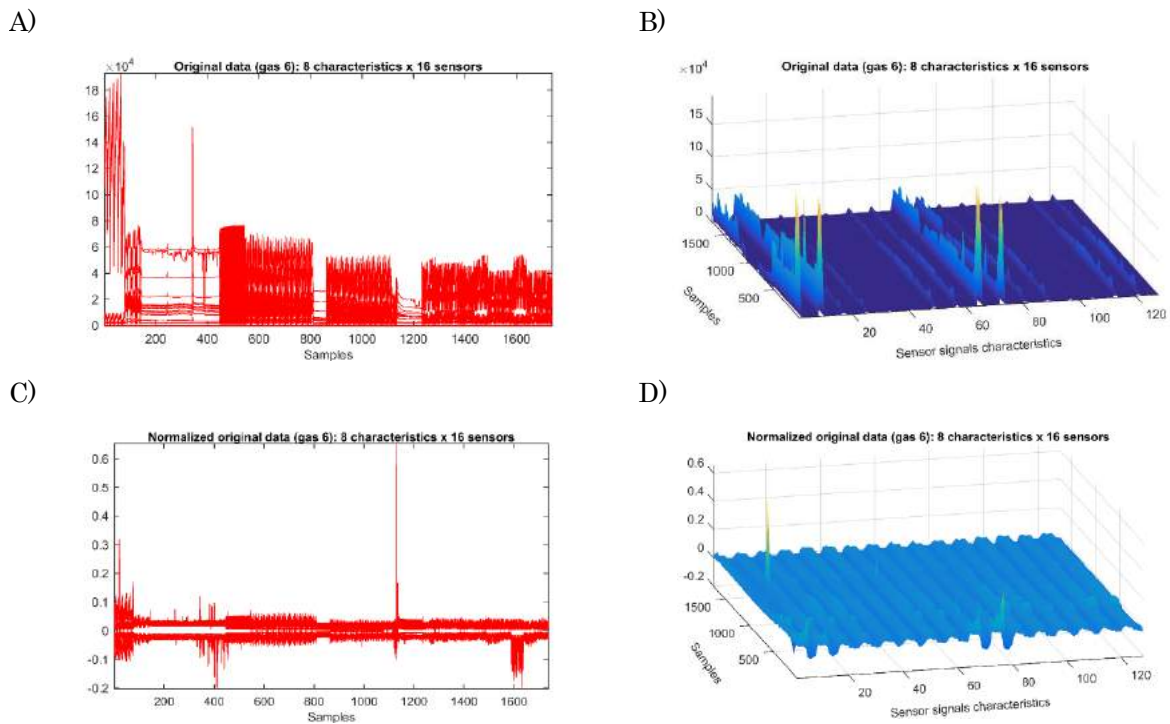 A)
Original data (gas 6): 8 characteristics x 16 sensors
×10⁴
18
16
14
12
10
8
6
4
2
0
200 400 600 800 1000 1200 1400 1600
Samples
B)
Original data (gas 6): 8 characteristics x 16 sensors
×10⁴
15
10
5
0
1500
1000
500
Samples
20 40 60 80 100 120
Sensor signals characteristics
C)
Normalized original data (gas 6): 8 characteristics x 16 sensors
0.6
0.5
0.4
0.3
0.2
0.1
0
-0.1
-0.2
200 400 600 800 1000 1200 1400 1600
Samples
D)
Normalized original data (gas 6): 8 characteristics x 16 sensors
0.6
0.4
0.2
0
-0.2
1500
1000
500
Samples
20 40 60 80 100 120
Sensor signals characteristics